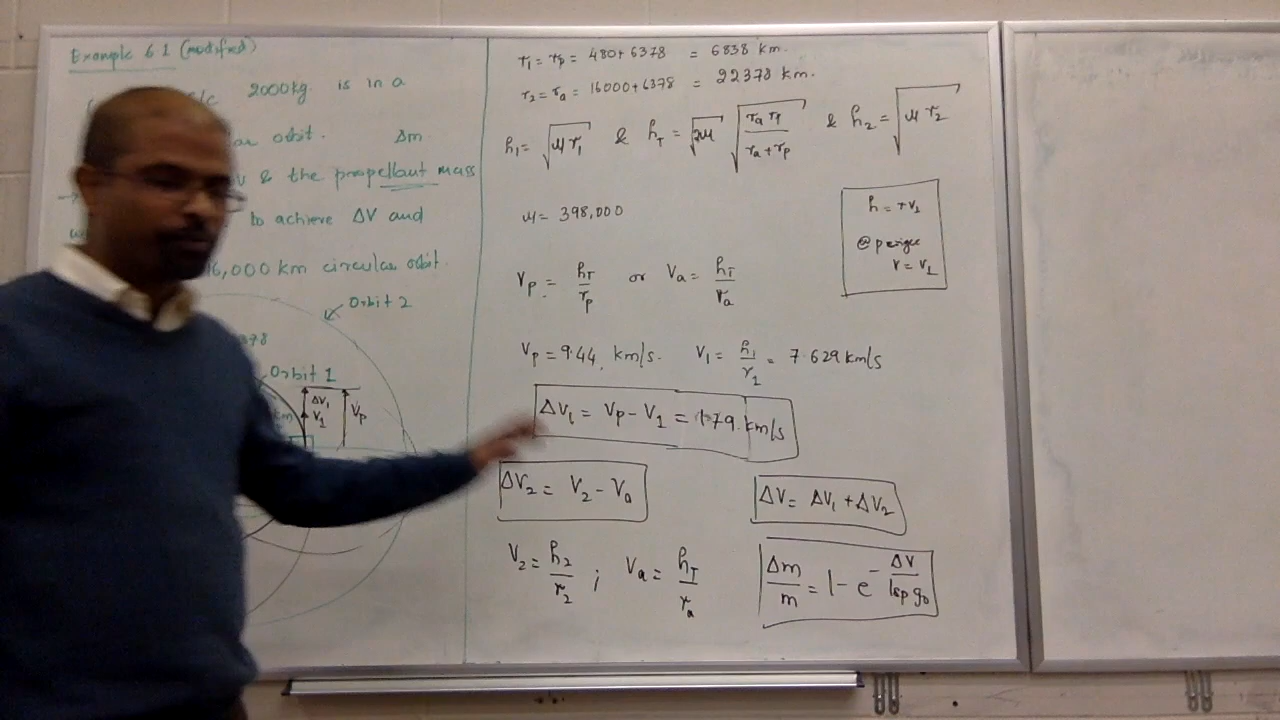 Example 6.1 (modified)
S/c 2000kg. is in a
orbit. Δm
& the propellant mass
to achieve ΔV and
16,000 km circular orbit.
Orbit 2
Orbit 1
ΔV₁
V₁
Vp
km
r₁ = rp = 480+6378 = 6838 km.
r₂ = ra = 16000+6378 = 22378 km.
h₁ = √μr₁ & hT = √2μ √(ra rp / ra + rp) & h₂ = √μ r₂
μ = 398,000
h = r v⊥
@ perigee
v = v⊥
Vp = hT / rp or Va = hT / ra
Vp = 9.44 km/s. V₁ = h₁ / r₁ = 7.629 km/s
ΔV₁ = Vp - V₁ = 1.79 km/s
ΔV₂ = V₂ - Va
ΔV = ΔV₁ + ΔV₂
V₂ = h₂ / r₂ ; Va = hT / ra
Δm / m = 1 - e^(- ΔV / Isp g₀)